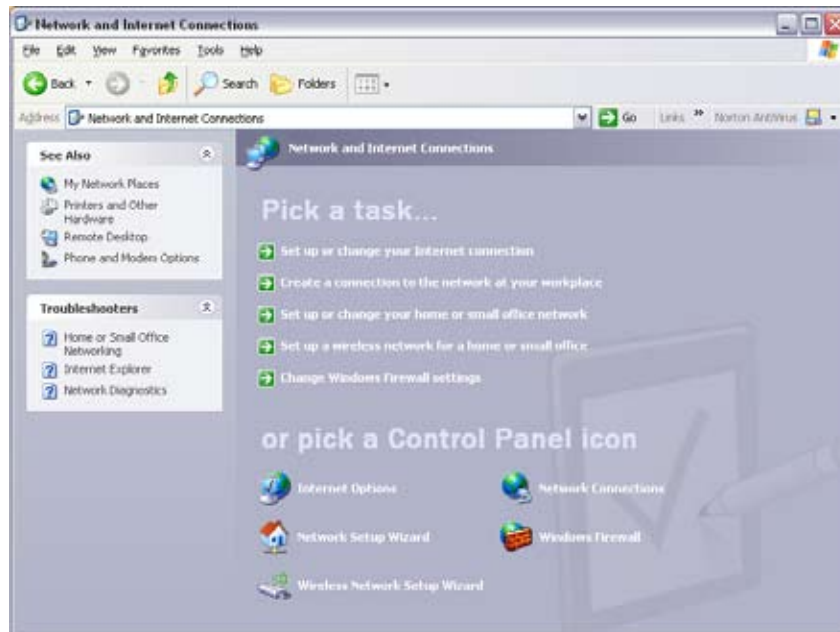 Network and Internet Connections
File Edit View Favorites Tools Help
Back Search Folders
Address Network and Internet Connections Go Links » Norton AntiVirus
See Also
My Network Places
Printers and Other
Hardware
Remote Desktop
Phone and Modem Options
Troubleshooters
Home or Small Office
Networking
Internet Explorer
Network Diagnostics
Network and Internet Connections
Pick a task...
Set up or change your Internet connection
Create a connection to the network at your workplace
Set up or change your home or small office network
Set up a wireless network for a home or small office
Change Windows Firewall settings
or pick a Control Panel icon
Internet Options Network Connections
Network Setup Wizard Windows Firewall
Wireless Network Setup Wizard